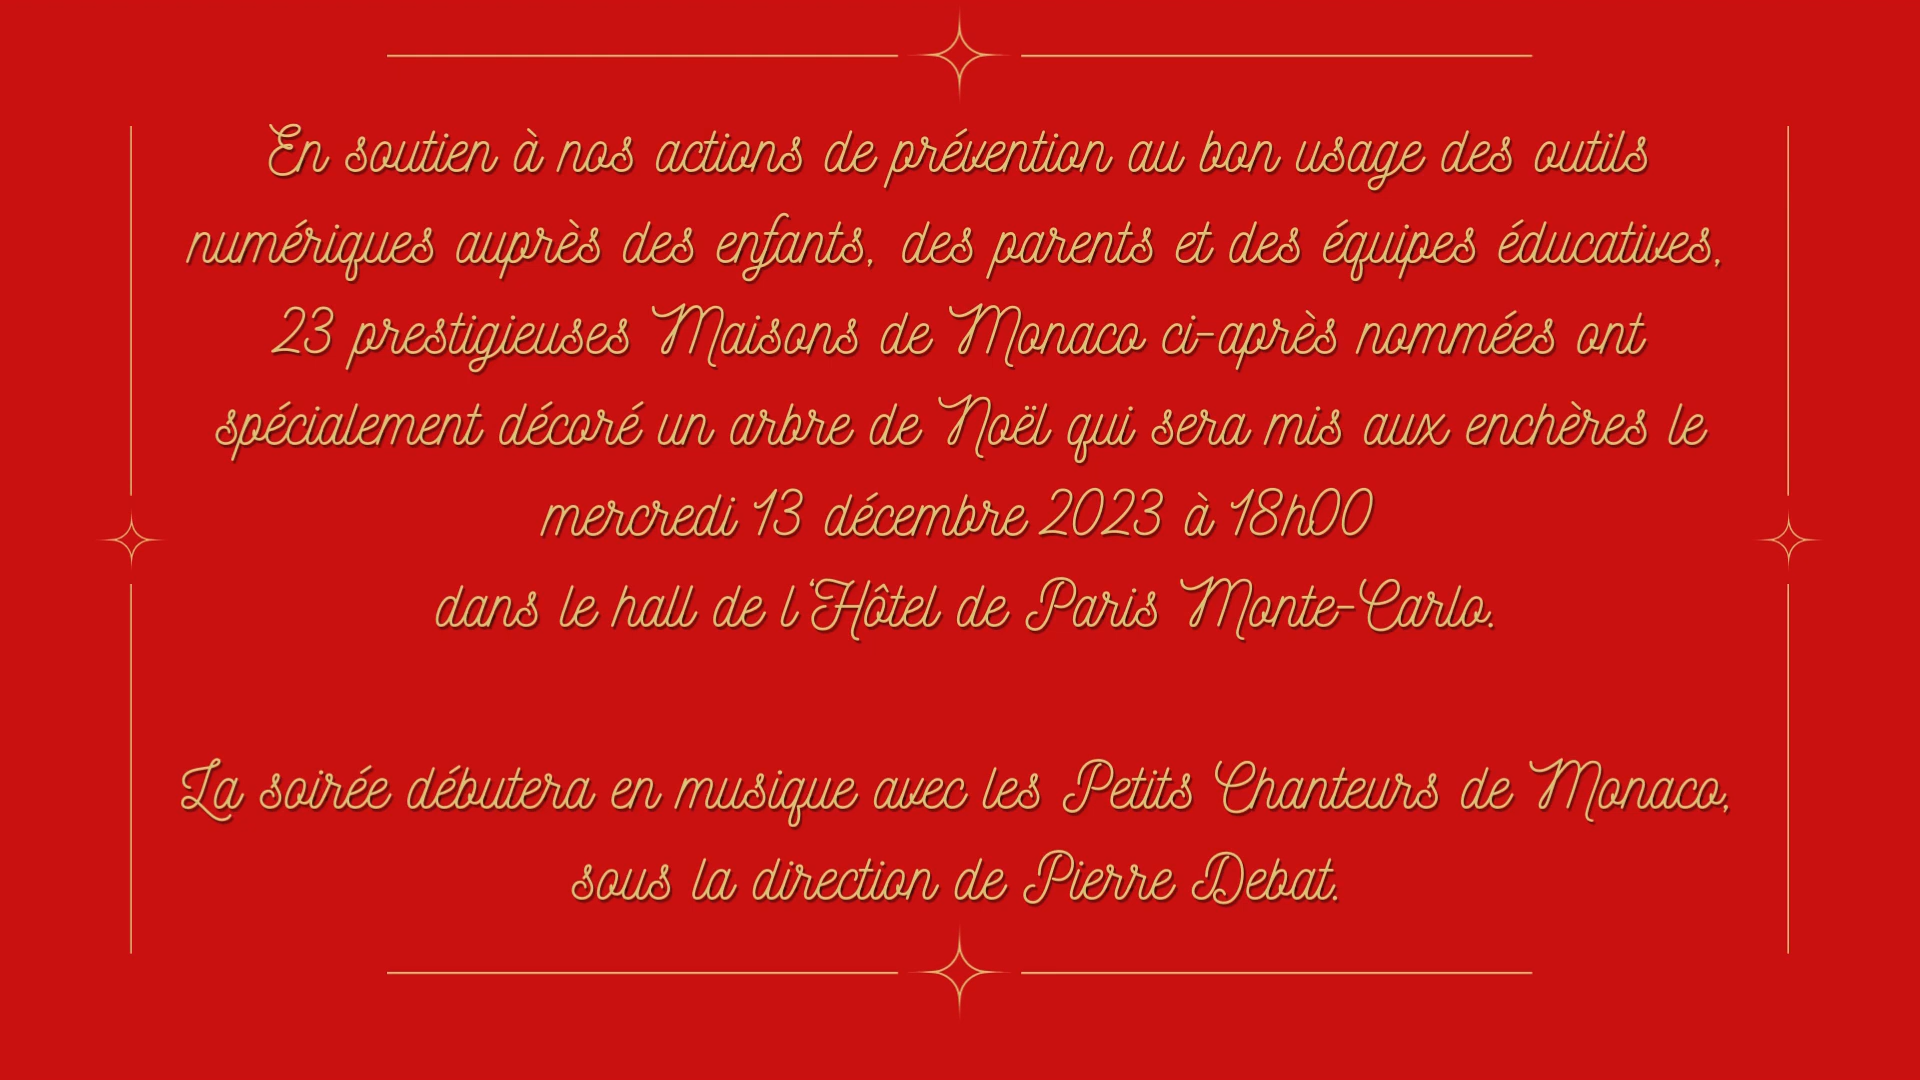 En soutien à nos actions de prévention au bon usage des outils
numériques auprès des enfants, des parents et des équipes éducatives,
23 prestigieuses Maisons de Monaco ci-après nommées ont
spécialement décoré un arbre de Noël qui sera mis aux enchères le
mercredi 13 décembre 2023 à 18h00
dans le hall de l'Hôtel de Paris Monte-Carlo.
La soirée débutera en musique avec les Petits Chanteurs de Monaco,
sous la direction de Pierre Debat.